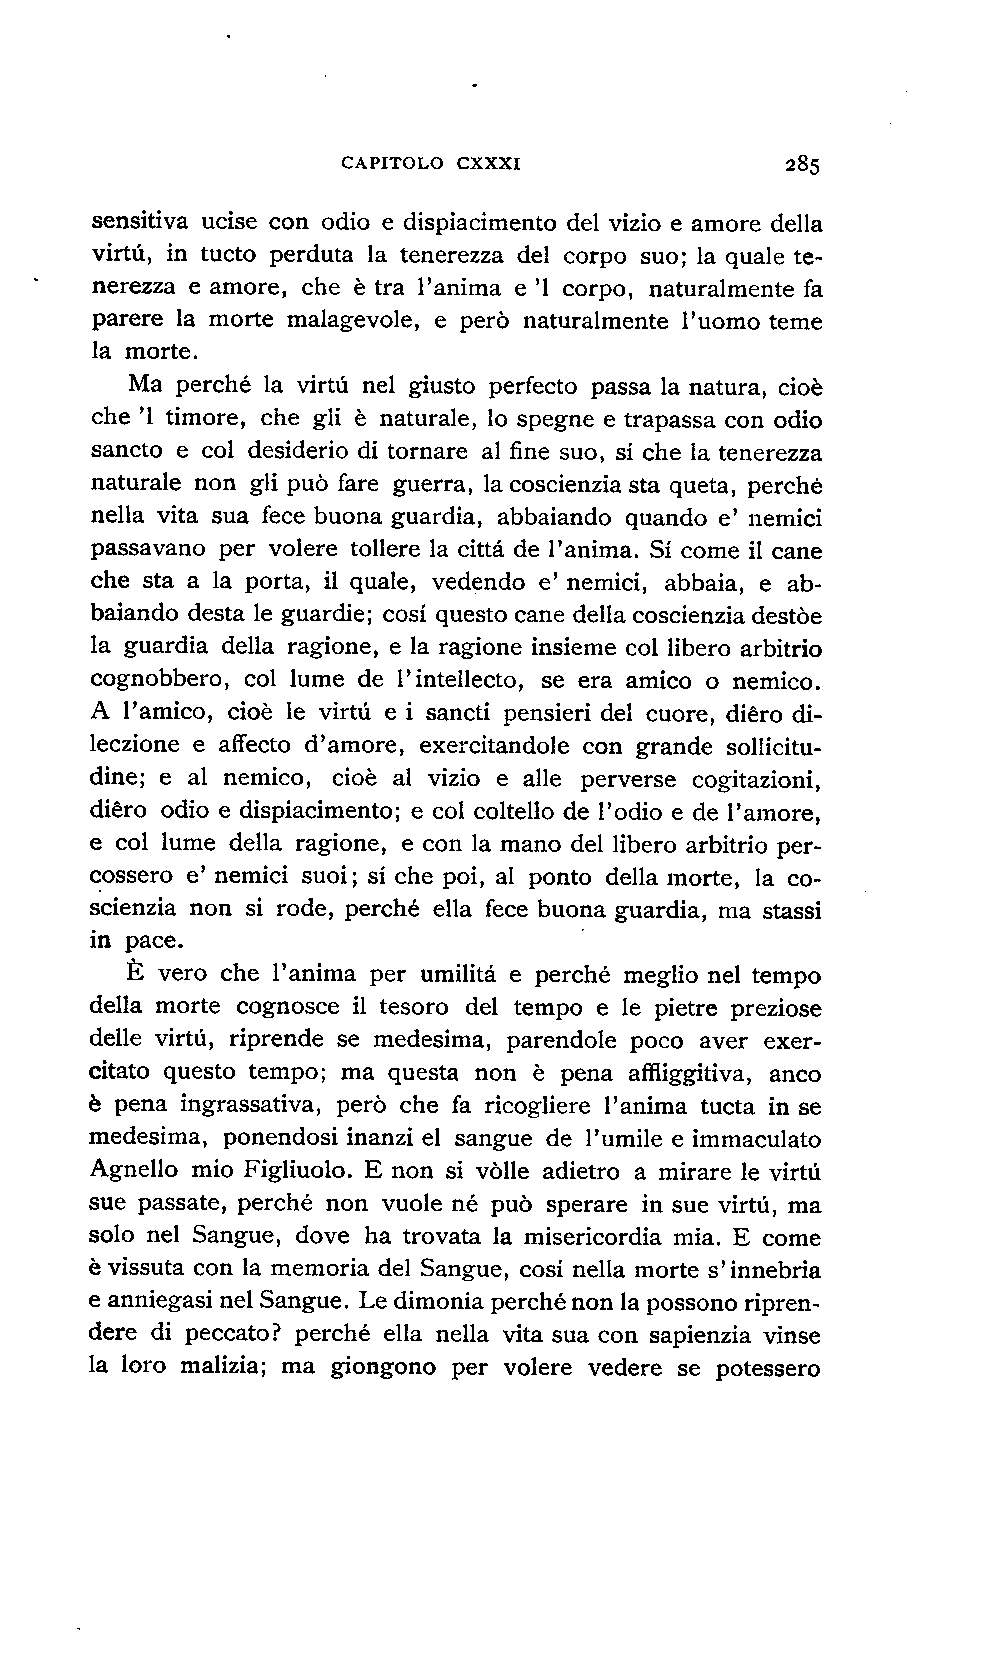 CAPITOLO CXXXI 285
sensitiva ucise con odio e dispiacimento del vizio e amore della
virtú, in tucto perduta la tenerezza del corpo suo; la quale te-
nerezza e amore, che è tra l'anima e 'l corpo, naturalmente fa
parere la morte malagevole, e però naturalmente l'uomo teme
la morte.
Ma perché la virtú nel giusto perfecto passa la natura, cioè
che 'l timore, che gli è naturale, lo spegne e trapassa con odio
sancto e col desiderio di tornare al fine suo, sí che la tenerezza
naturale non gli può fare guerra, la coscienzia sta queta, perché
nella vita sua fece buona guardia, abbaiando quando e' nemici
passavano per volere tollere la cittá de l'anima. Sí come il cane
che sta a la porta, il quale, vedendo e' nemici, abbaia, e ab-
baiando desta le guardie; cosí questo cane della coscienzia destòe
la guardia della ragione, e la ragione insieme col libero arbitrio
cognobbero, col lume de l'intellecto, se era amico o nemico.
A l'amico, cioè le virtú e i sancti pensieri del cuore, diêro di-
leczione e affecto d'amore, exercitandole con grande sollicitu-
dine; e al nemico, cioè al vizio e alle perverse cogitazioni,
diêro odio e dispiacimento; e col coltello de l'odio e de l'amore,
e col lume della ragione, e con la mano del libero arbitrio per-
cossero e' nemici suoi; sí che poi, al ponto della morte, la co-
scienzia non si rode, perché ella fece buona guardia, ma stassi
in pace.
È vero che l'anima per umilitá e perché meglio nel tempo
della morte cognosce il tesoro del tempo e le pietre preziose
delle virtú, riprende se medesima, parendole poco aver exer-
citato questo tempo; ma questa non è pena affliggitiva, anco
è pena ingrassativa, però che fa ricogliere l'anima tucta in se
medesima, ponendosi inanzi el sangue de l'umile e immaculato
Agnello mio Figliuolo. E non si vòlle adietro a mirare le virtú
sue passate, perché non vuole né può sperare in sue virtú, ma
solo nel Sangue, dove ha trovata la misericordia mia. E come
è vissuta con la memoria del Sangue, cosí nella morte s'innebria
e anniegasi nel Sangue. Le dimonia perché non la possono ripren-
dere di peccato? perché ella nella vita sua con sapienzia vinse
la loro malizia; ma giongono per volere vedere se potessero